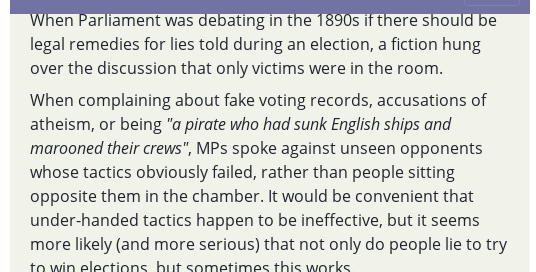 When Parliament was debating in the 1890s if there should be
legal remedies for lies told during an election, a fiction hung
over the discussion that only victims were in the room.
When complaining about fake voting records, accusations of
atheism, or being "a pirate who had sunk English ships and
marooned their crews", MPs spoke against unseen opponents
whose tactics obviously failed, rather than people sitting
opposite them in the chamber. It would be convenient that
under-handed tactics happen to be ineffective, but it seems
more likely (and more serious) that not only do people lie to try
to win elections, but sometimes this works.